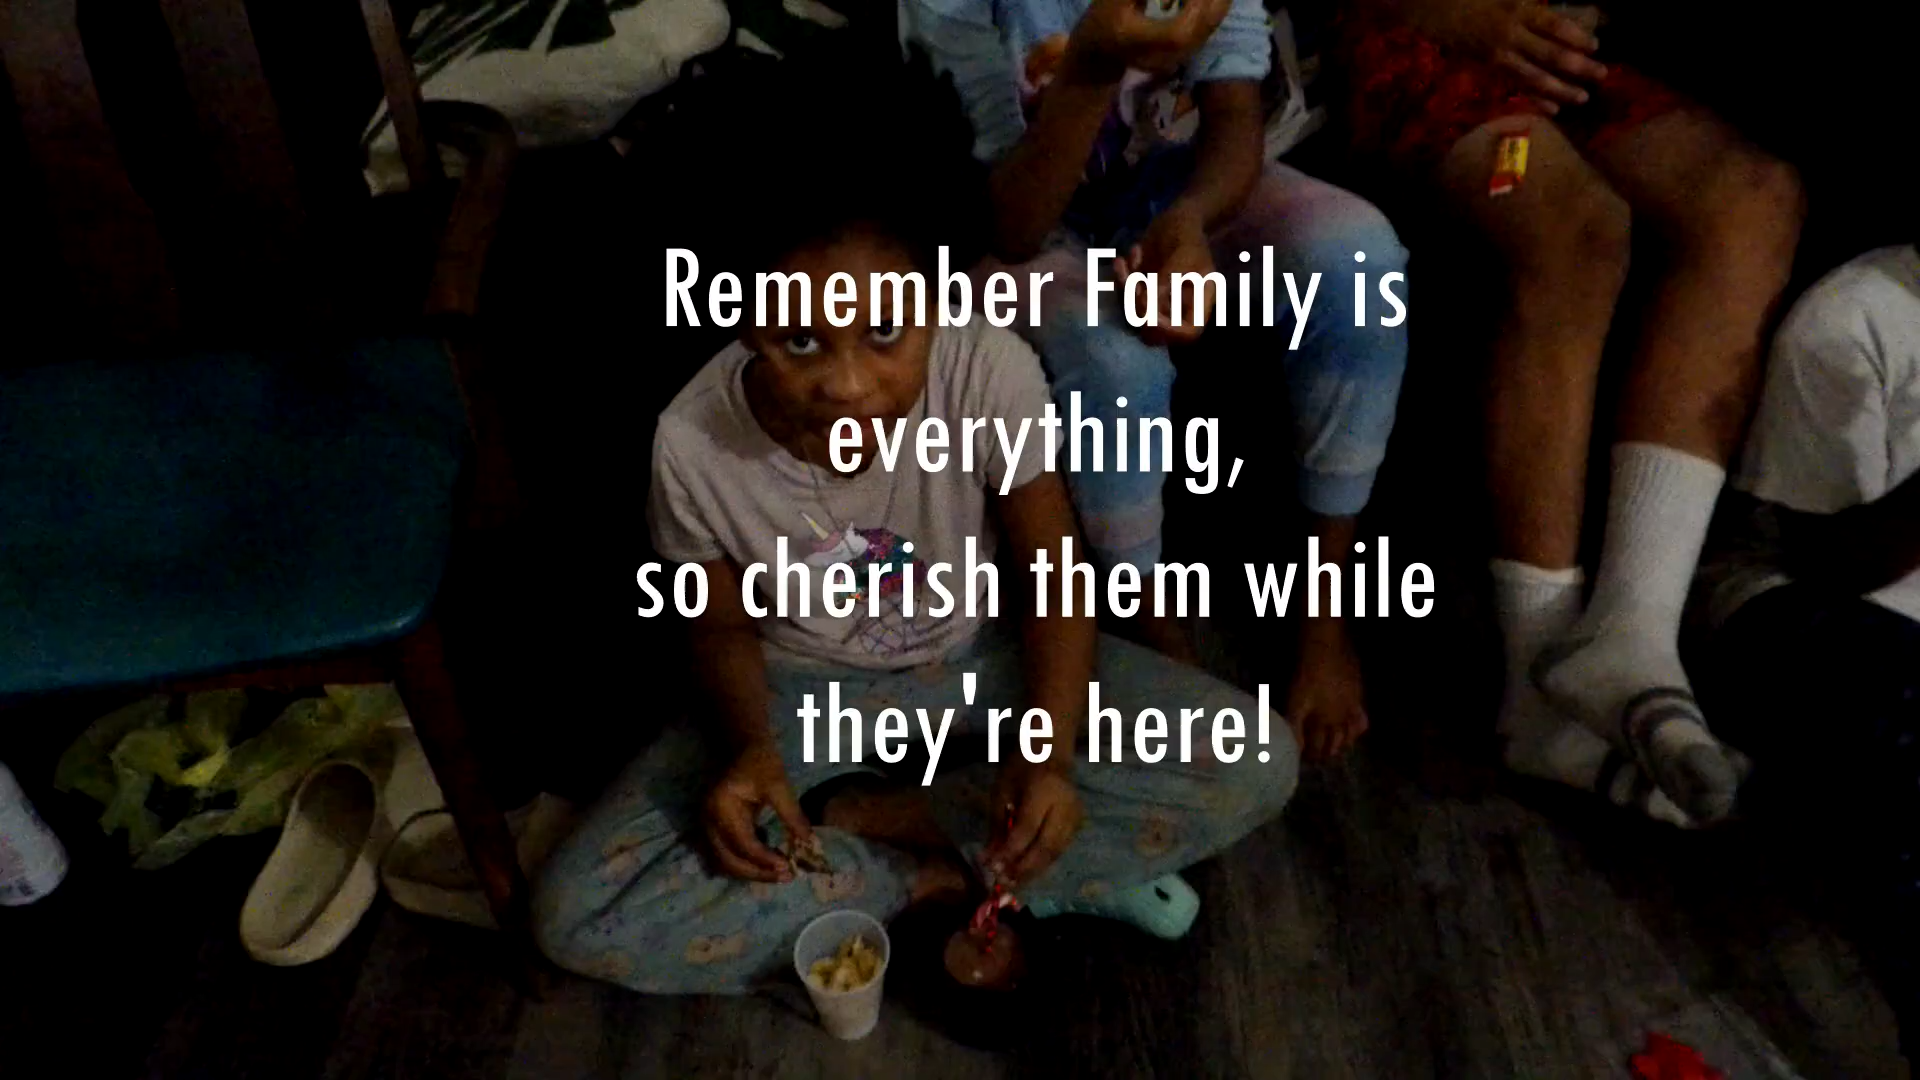 Remember Family is
everything,
so cherish them while
they're here!